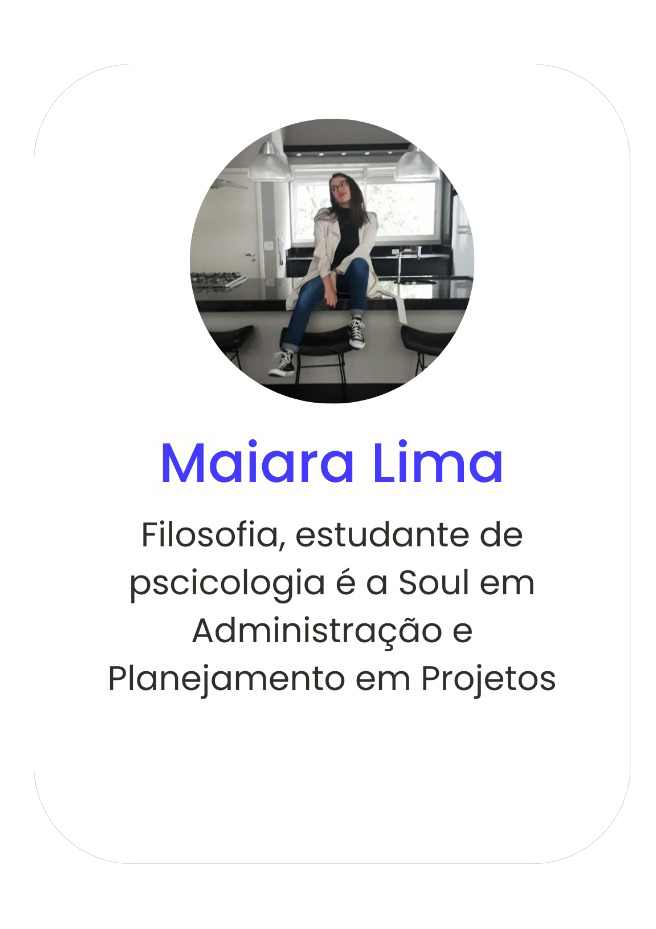 Maiara Lima
Filosofia, estudante de
pscicologia é a Soul em
Administração e
Planejamento em Projetos